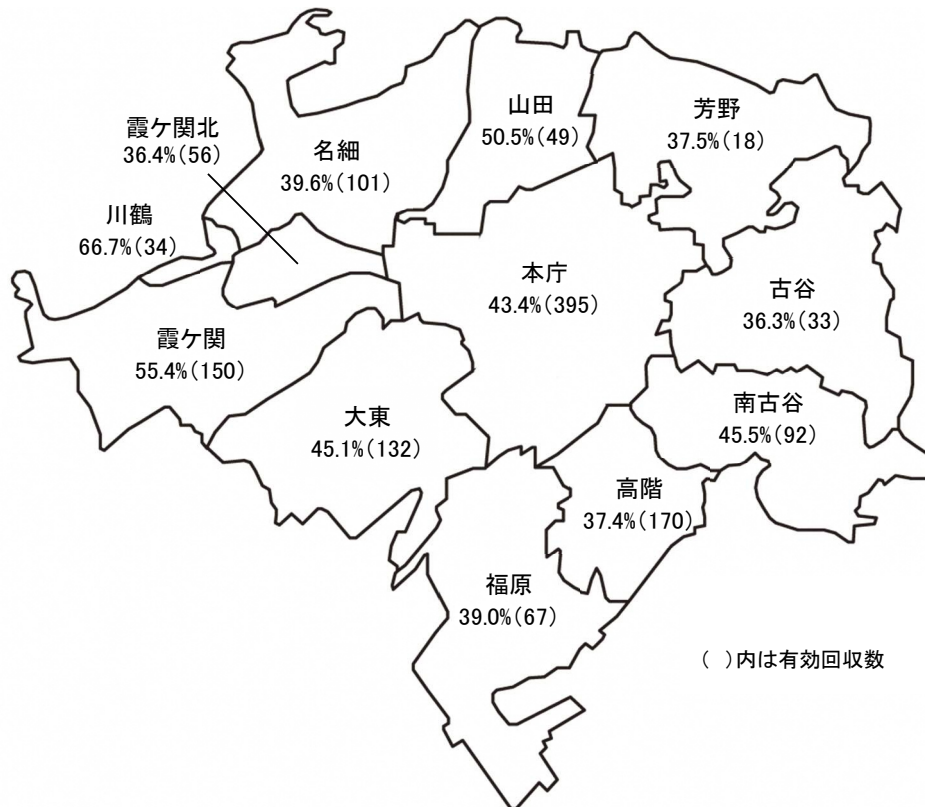 山田
50.5%(49)
芳野
37.5%(18)
霞ケ関北
36.4%(56)
名細
39.6%(101)
川鶴
66.7%(34)
本庁
43.4%(395)
古谷
36.3%(33)
霞ケ関
55.4%(150)
大東
45.1%(132)
南古谷
45.5%(92)
高階
37.4%(170)
福原
39.0%(67)
( )内は有効回収数